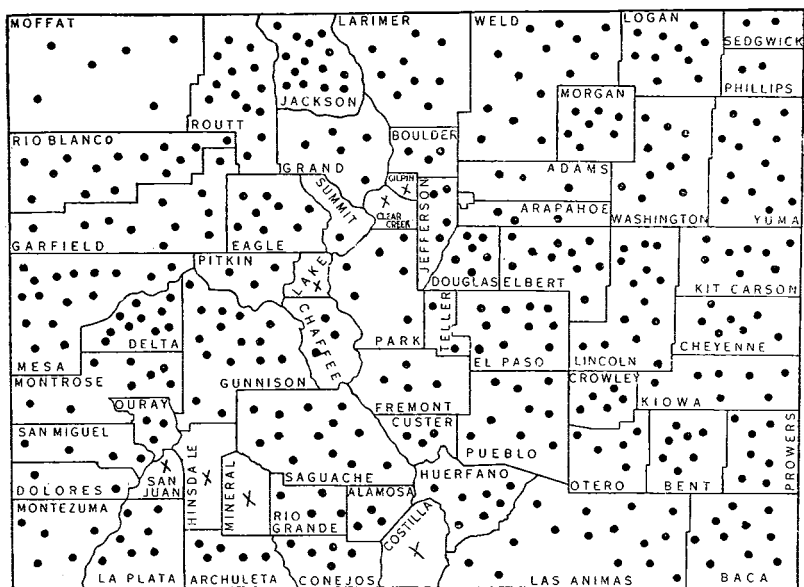 MOFFAT
LARIMER
WELD
LOGAN
SEDGWICK
PHILLIPS
JACKSON
MORGAN
ROUTT
RIO BLANCO
BOULDER
GRAND
GILPIN
ADAMS
SUMMIT
CLEAR
CREEK
JEFFERSON
ARAPAHOE
WASHINGTON
YUMA
GARFIELD
EAGLE
PITKIN
LAKE
DOUGLAS
ELBERT
KIT CARSON
CHAFFEE
TELLER
DELTA
PARK
EL PASO
LINCOLN
CHEYENNE
MESA
MONTROSE
GUNNISON
CROWLEY
KIOWA
OURAY
FREMONT
SAN MIGUEL
CUSTER
PUEBLO
PROWERS
HINSDALE
MINERAL
SAGUACHE
HUERFANO
OTERO
BENT
DOLORES
SAN
JUAN
ALAMOSA
MONTEZUMA
RIO
GRANDE
COSTILLA
LA PLATA
ARCHULETA
CONEJOS
LAS ANIMAS
BACA